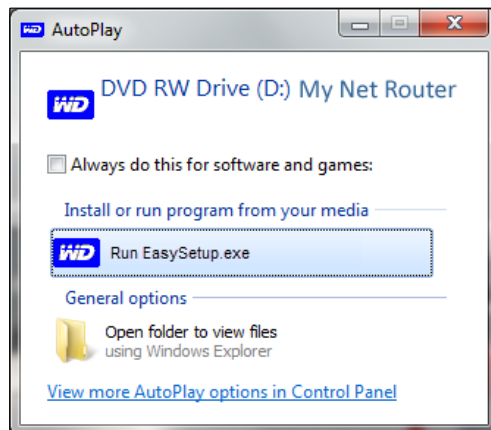 WD AutoPlay
WD DVD RW Drive (D:) My Net Router
Always do this for software and games:
Install or run program from your media
WD Run EasySetup.exe
General options
Open folder to view files
using Windows Explorer
View more AutoPlay options in Control Panel